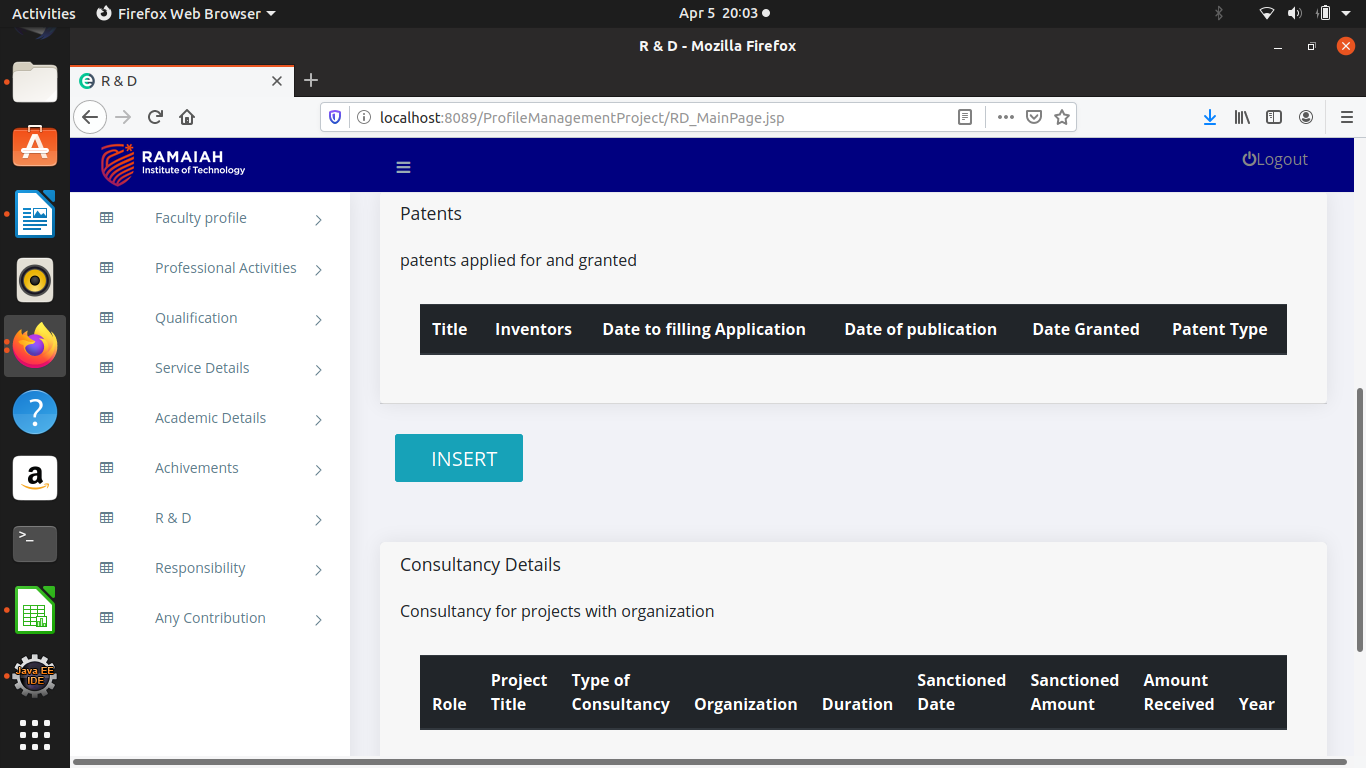 Activities
Firefox Web Browser
Apr 5 20:03
R & D - Mozilla Firefox
R & D
localhost:8089/ProfileManagementProject/RD_MainPage.jsp
RAMAIAH
Institute of Technology
Logout
Faculty profile
Professional Activities
Qualification
Service Details
Academic Details
Achivements
R & D
Responsibility
Any Contribution
Patents
patents applied for and granted
Title Inventors Date to filling Application Date of publication Date Granted Patent Type
INSERT
Consultancy Details
Consultancy for projects with organization
Role Project Title Type of Consultancy Organization Duration Sanctioned Date Sanctioned Amount Amount Received Year
?
a
>_
Java EE
IDE